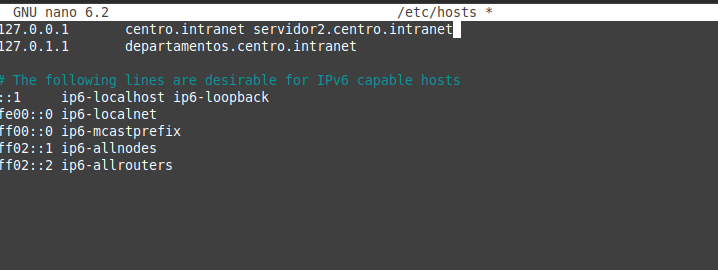 GNU nano 6.2 /etc/hosts *
127.0.0.1 centro.intranet servidor2.centro.intranet
127.0.1.1 departamentos.centro.intranet
# The following lines are desirable for IPv6 capable hosts
::1 ip6-localhost ip6-loopback
fe00::0 ip6-localnet
ff00::0 ip6-mcastprefix
ff02::1 ip6-allnodes
ff02::2 ip6-allrouters